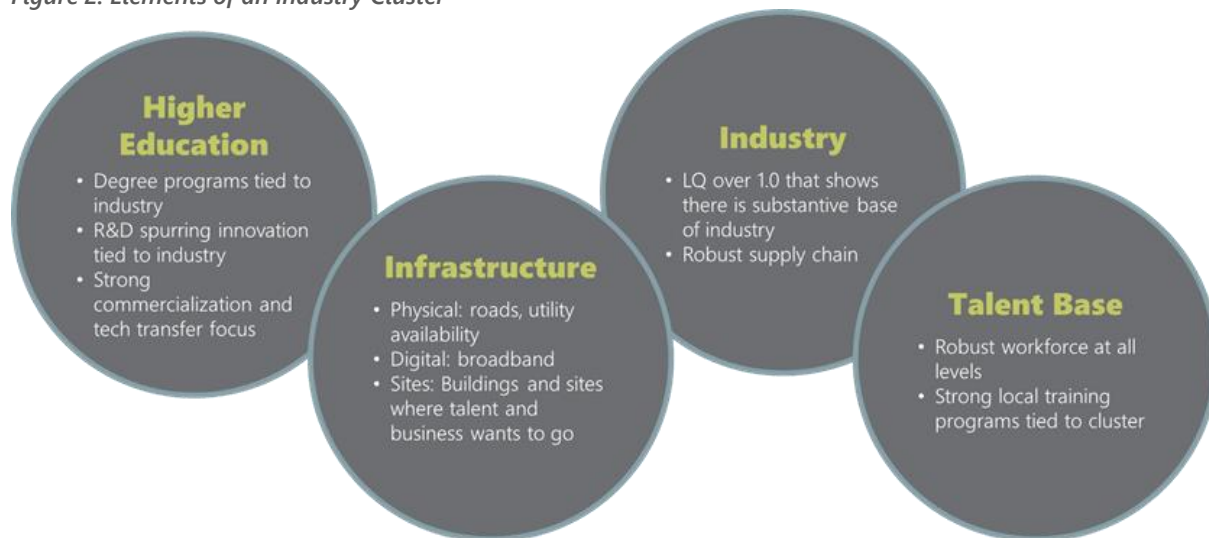 Figure 2: Elements of an Industry Cluster
Higher
Education
• Degree programs tied to
industry
• R&D spurring innovation
tied to industry
• Strong
commercialization and
tech transfer focus
Infrastructure
• Physical: roads, utility
availability
• Digital: broadband
• Sites: Buildings and sites
where talent and
business wants to go
Industry
• LQ over 1.0 that shows
there is substantive base
of industry
• Robust supply chain
Talent Base
• Robust workforce at all
levels
• Strong local training
programs tied to cluster